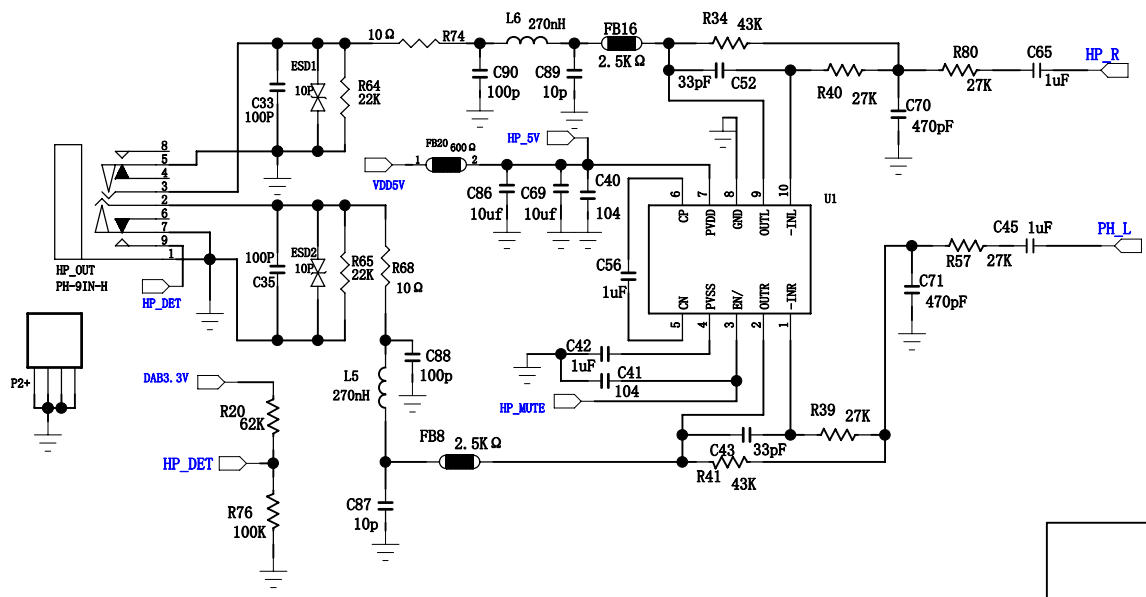 L6 270nH
FB16
2.5KΩ
R34 43K
10Ω R74
C90
100p
C89
10p
33pF C52
R40 27K
R80
27K
C65
1uF
HP_R
C70
470pF
ESD1
10P
C33
100P
R64
22K
8
5
4
3
2
6
7
9
1
HP_OUT
PH-9IN-H
HP_DET
VDD5V
1 FB20 600Ω 2
HP_5V
C86
10uf
C69
10uf
C40
104
6 7 8 9 10
CP PVDD GND OUTL -INL
U1
CN PVSS EN/ OUTR -INR
5 4 3 2 1
C56
1uF
100P
C35
ESD2
10P
R65
22K
R68
10Ω
C45 1uF
PH_L
R57 27K
C71
470pF
C42
1uF
C41
104
HP_MUTE
C88
100p
L5
270nH
P2+
DAB3.3V
R20
62K
HP_DET
R76
100K
FB8 2.5KΩ
C87
10p
R39 27K
C43 33pF
R41 43K